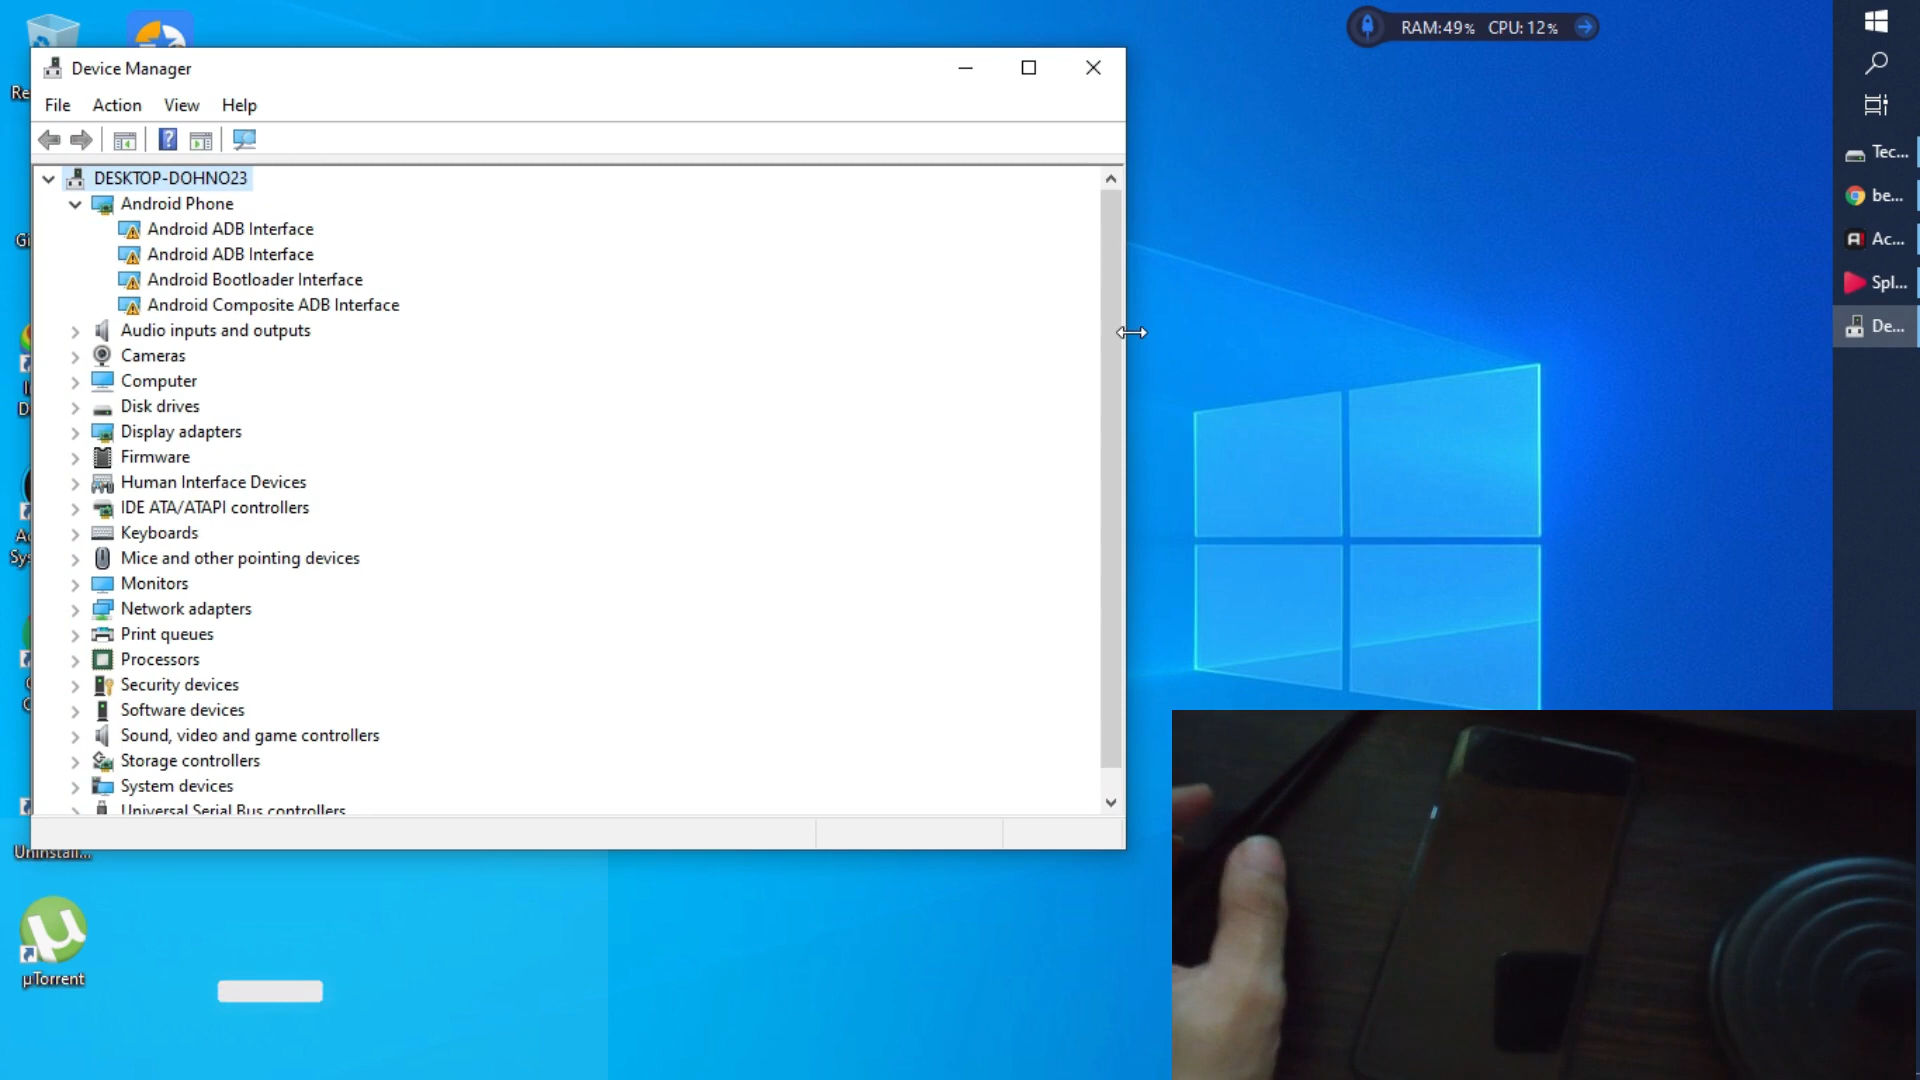 RAM:49% CPU: 12%
Device Manager
File Action View Help
DESKTOP-DOHNO23
Android Phone
Android ADB Interface
Android ADB Interface
Android Bootloader Interface
Android Composite ADB Interface
Audio inputs and outputs
Cameras
Computer
Disk drives
Display adapters
Firmware
Human Interface Devices
IDE ATA/ATAPI controllers
Keyboards
Mice and other pointing devices
Monitors
Network adapters
Print queues
Processors
Security devices
Software devices
Sound, video and game controllers
Storage controllers
System devices
Universal Serial Bus controllers
Uninstall...
µTorrent
Tec...
be...
Ac...
Spl...
De...